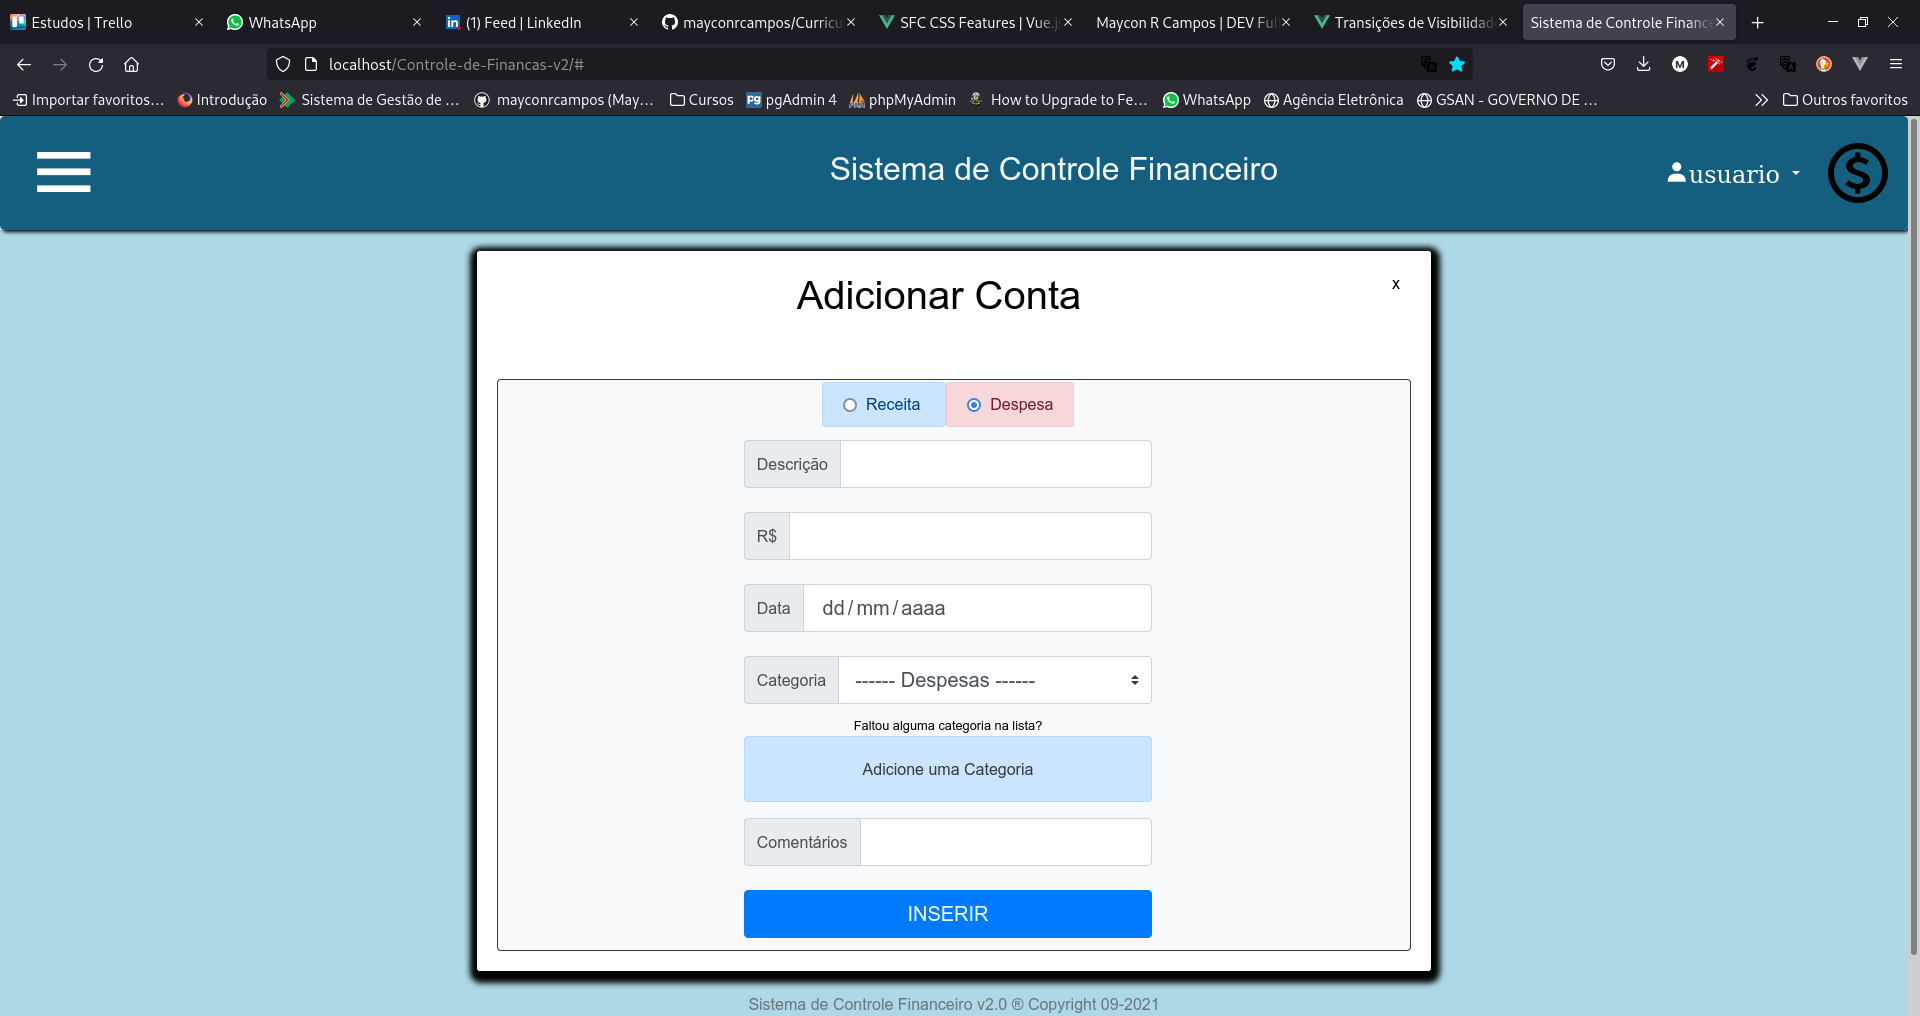 Estudos | Trello
WhatsApp
(1) Feed | LinkedIn
mayconrcampos/Curricu
SFC CSS Features | Vue.j
Maycon R Campos | DEV Ful
Transições de Visibilidad
Sistema de Controle Finance
localhost/Controle-de-Financas-v2/#
Importar favoritos…
Introdução
Sistema de Gestão de …
mayconrcampos (May…
Cursos
pgAdmin 4
phpMyAdmin
How to Upgrade to Fe…
WhatsApp
Agência Eletrônica
GSAN - GOVERNO DE …
Outros favoritos
Sistema de Controle Financeiro
usuario
Adicionar Conta
x
Receita
Despesa
Descrição
R$
Data
dd/mm/aaaa
Categoria
------ Despesas ------
Faltou alguma categoria na lista?
Adicione uma Categoria
Comentários
INSERIR
Sistema de Controle Financeiro v2.0 ® Copyright 09-2021